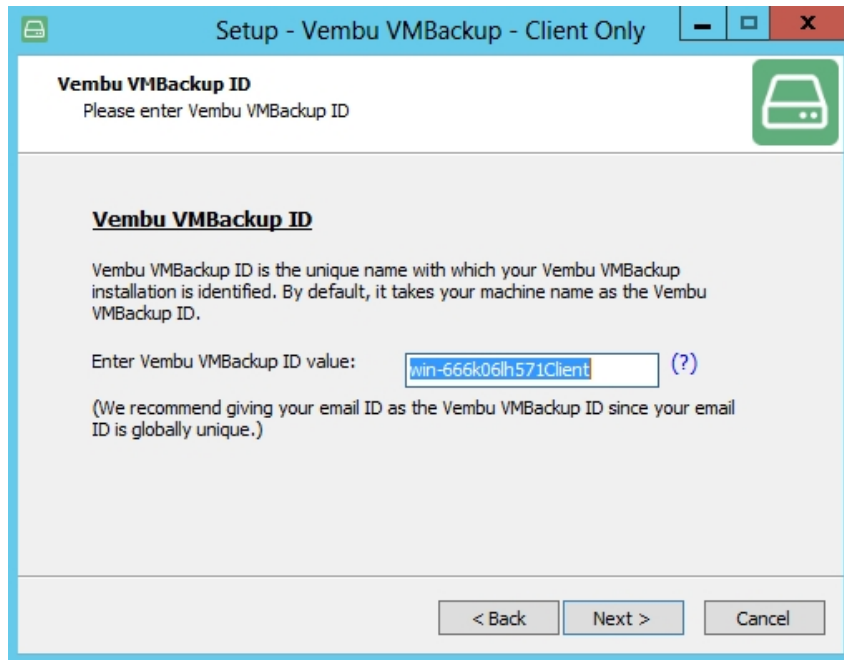 Setup - Vembu VMBackup - Client Only
Vembu VMBackup ID
Please enter Vembu VMBackup ID
Vembu VMBackup ID
Vembu VMBackup ID is the unique name with which your Vembu VMBackup
installation is identified. By default, it takes your machine name as the Vembu
VMBackup ID.
Enter Vembu VMBackup ID value: win-666k06lh571Client (?)
(We recommend giving your email ID as the Vembu VMBackup ID since your email
ID is globally unique.)
< Back Next > Cancel